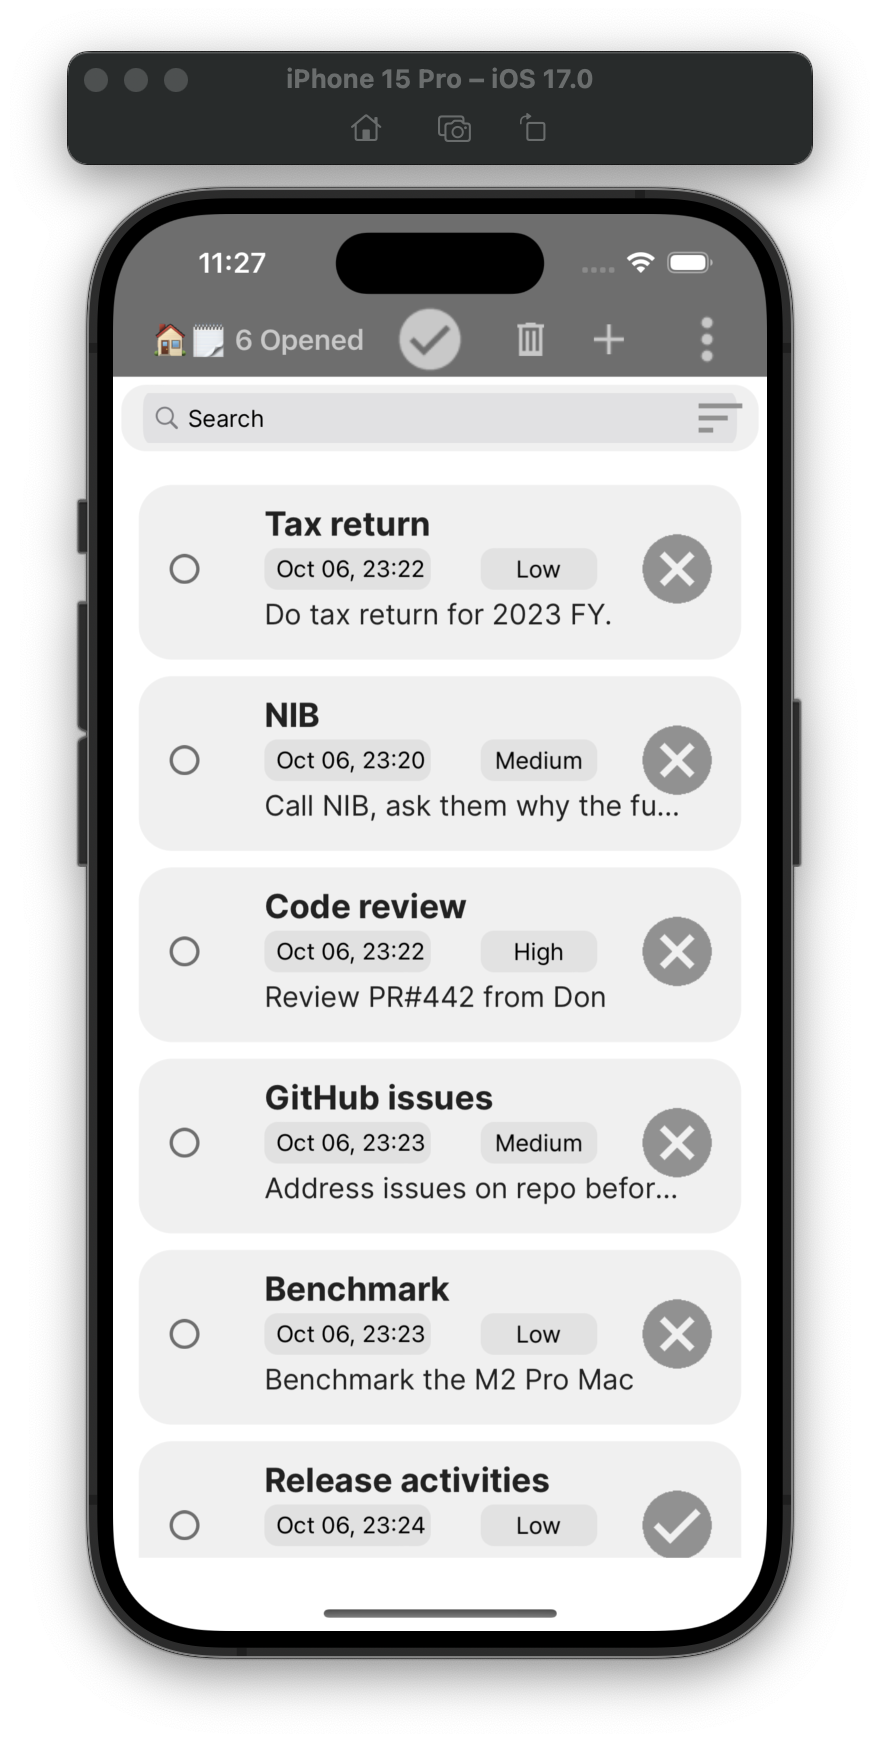 iPhone 15 Pro – iOS 17.0
11:27
6 Opened
Search
Tax return
Oct 06, 23:22 Low
Do tax return for 2023 FY.
NIB
Oct 06, 23:20 Medium
Call NIB, ask them why the fu...
Code review
Oct 06, 23:22 High
Review PR#442 from Don
GitHub issues
Oct 06, 23:23 Medium
Address issues on repo befor...
Benchmark
Oct 06, 23:23 Low
Benchmark the M2 Pro Mac
Release activities
Oct 06, 23:24 Low